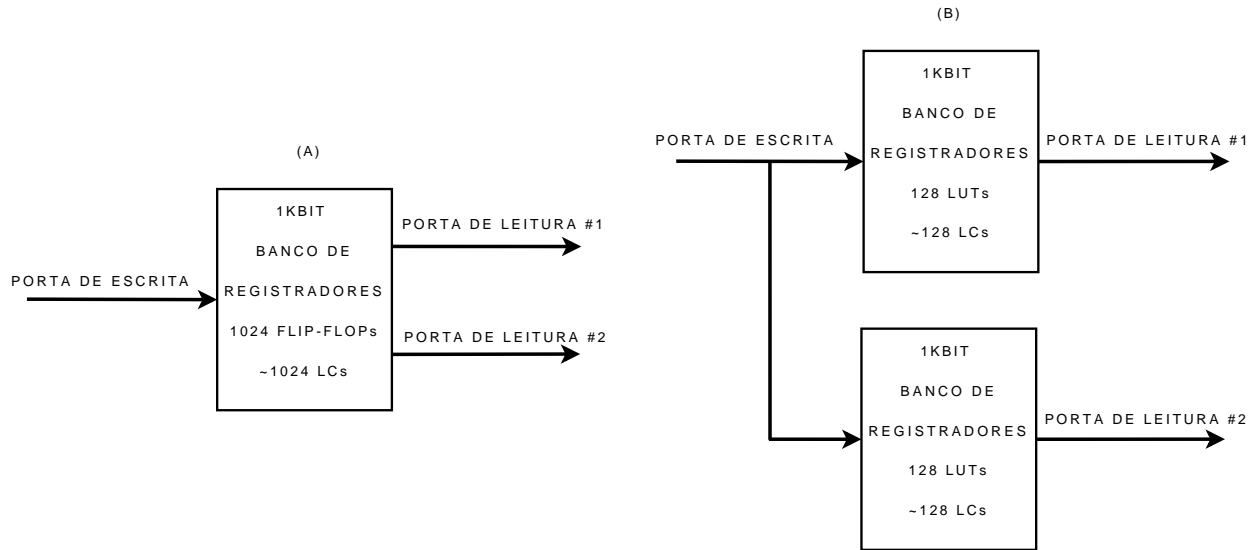 (A)
PORTA DE ESCRITA
1KBIT
BANCO DE
REGISTRADORES
1024 FLIP-FLOPs
~1024 LCs
PORTA DE LEITURA #1
PORTA DE LEITURA #2
(B)
PORTA DE ESCRITA
1KBIT
BANCO DE
REGISTRADORES
128 LUTs
~128 LCs
PORTA DE LEITURA #1
1KBIT
BANCO DE
REGISTRADORES
128 LUTs
~128 LCs
PORTA DE LEITURA #2